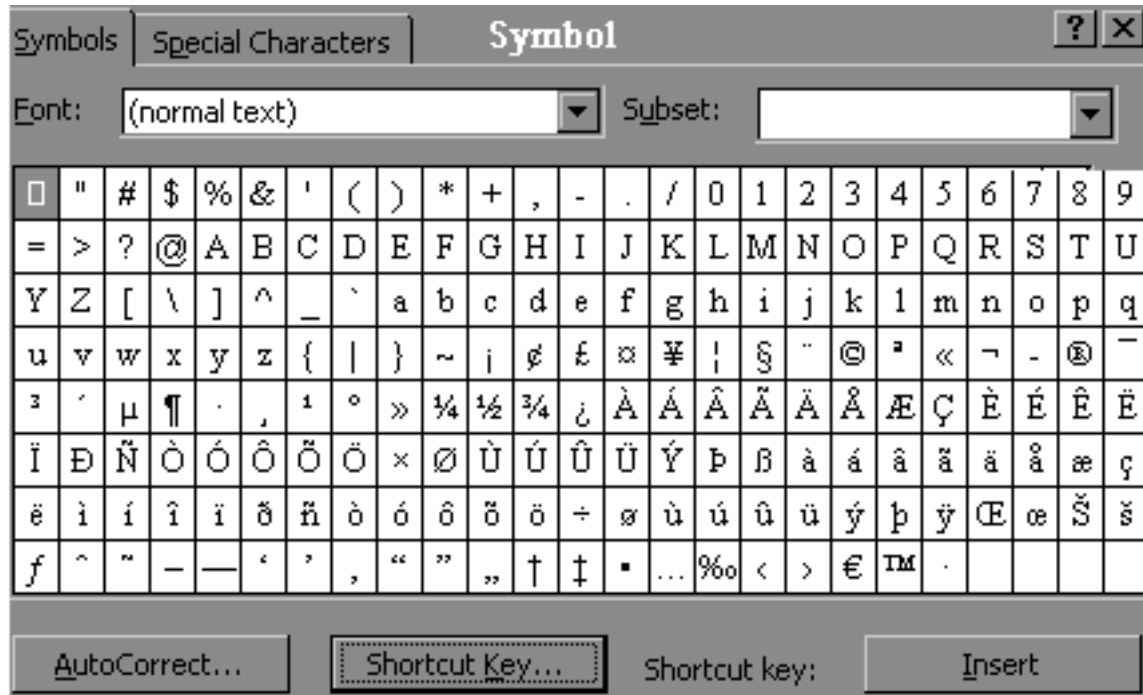 Symbols Special Characters Symbol ? X
Font: (normal text) Subset:
" # $ % & ' ( ) * + , - . / 0 1 2 3 4 5 6 7 8 9
= > ? @ A B C D E F G H I J K L M N O P Q R S T U
Y Z [ \ ] ^ _ ` a b c d e f g h i j k l m n o p q
u v w x y z { | } ~ ¡ ¢ £ ¤ ¥ ¦ § ¨ © ª « ¬ - ® ¯
³ ´ µ ¶ · ¸ ¹ º » ¼ ½ ¾ ¿ À Á Â Ã Ä Å Æ Ç È É Ê Ë
Ï Ð Ñ Ò Ó Ô Õ Ö × Ø Ù Ú Û Ü Ý Þ ß à á â ã ä å æ ç
ë ì í î ï ð ñ ò ó ô õ ö ÷ ø ù ú û ü ý þ ÿ Œ œ Š š
ƒ ˆ ˜ – — ‘ ’ ‚ “ ” „ † ‡ • … ‰ ‹ › € ™ ·
AutoCorrect... Shortcut Key... Shortcut key: Insert